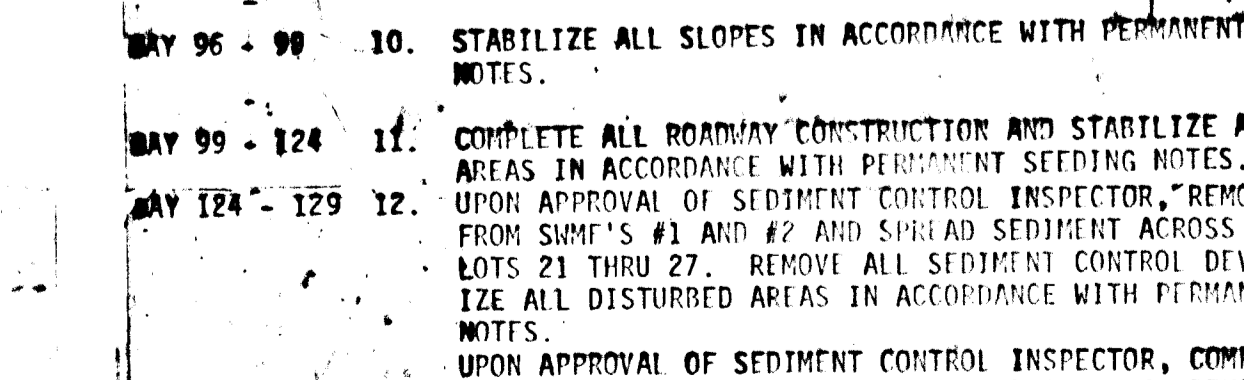 DAY 96 - 99 10. STABILIZE ALL SLOPES IN ACCORDANCE WITH PERMANENT
NOTES.
DAY 99 - 124 11. COMPLETE ALL ROADWAY CONSTRUCTION AND STABILIZE A
AREAS IN ACCORDANCE WITH PERMANENT SEEDING NOTES.
DAY 124 - 129 12. UPON APPROVAL OF SEDIMENT CONTROL INSPECTOR, REMO
FROM SWMF'S #1 AND #2 AND SPREAD SEDIMENT ACROSS
LOTS 21 THRU 27. REMOVE ALL SEDIMENT CONTROL DEV
IZE ALL DISTURBED AREAS IN ACCORDANCE WITH PERMAN
NOTES.
UPON APPROVAL OF SEDIMENT CONTROL INSPECTOR, COM